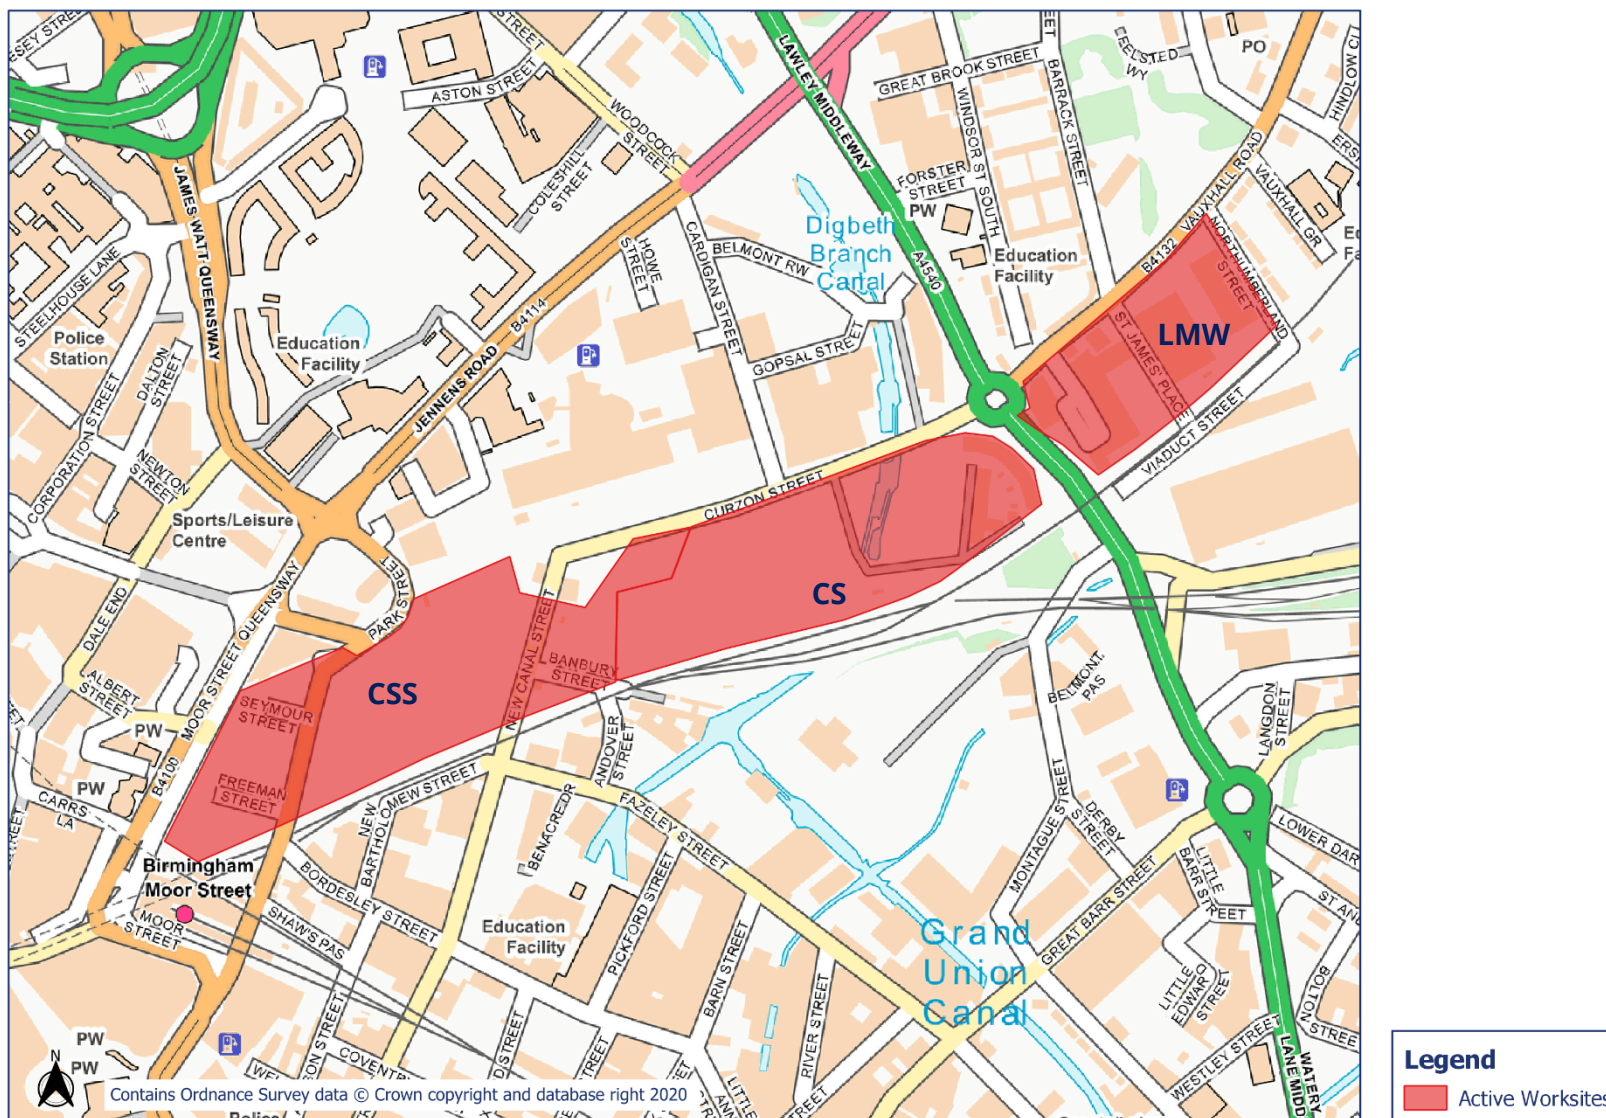 STREET
ASTON STREET
WOODCOCK
STREET
COLESHILL
STREET
LAWLEY MIDDLEWAY
GREAT BROOK STREET
WINDSOR ST SOUTH
BARRACK STREET
PO
HINDLOW CL
VAUXHALL ROAD
VAUXHALL GR
FORSTER
STREET
PW
Education
Facility
B4132
NORTHUMBERLAND
STREET
JAMES WATT QUEENSWAY
STEELHOUSE LANE
Police
Station
DALTON
STREET
CORPORATION STREET
NEWTON
STREET
Education
Facility
JENNENS ROAD
B4114
HOWE
STREET
CARDIGAN STREET
BELMONT RW
Digbeth
Branch
Canal
GOPSAL STREET
A4540
LMW
ST JAMES' PLACE
VIADUCT STREET
Sports/Leisure
Centre
CURZON STREET
DALE END
MOOR STREET QUEENSWAY
PARK STREET
ALBERT
STREET
PW
SEYMOUR
STREET
CSS
NEW CANAL STREET
BANBURY
STREET
CS
BELMONT
PAS
LANGDON
STREET
PW
CARRS
LA
B4100
FREEMAN
STREET
NEW
BARTHOLOMEW STREET
ANDOVER
STREET
BENACRE DR
FAZELEY STREET
MONTAGUE STREET
DERBY
STREET
LITTLE
BARR STREET
LOWER DAR
Birmingham
Moor Street
MOOR
STREET
SHAW'S PAS
BORDESLEY STREET
Education
Facility
PICKFORD STREET
BARN STREET
RIVER STREET
GREAT BARR STREET
Grand
Union
Canal
LITTLE
EDWARD
STREET
ST AN
BOLTON
STREE
WESTLEY STREET
WATERY
LANE MIDD
PW
PW
N
COVENT
Contains Ordnance Survey data © Crown copyright and database right 2020
Legend
Active Worksites